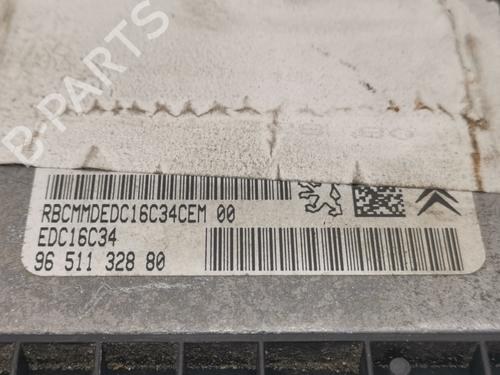 B-PARTS
RBCMMDEDC16C34CEM 00
EDC16C34
96 511 328 80